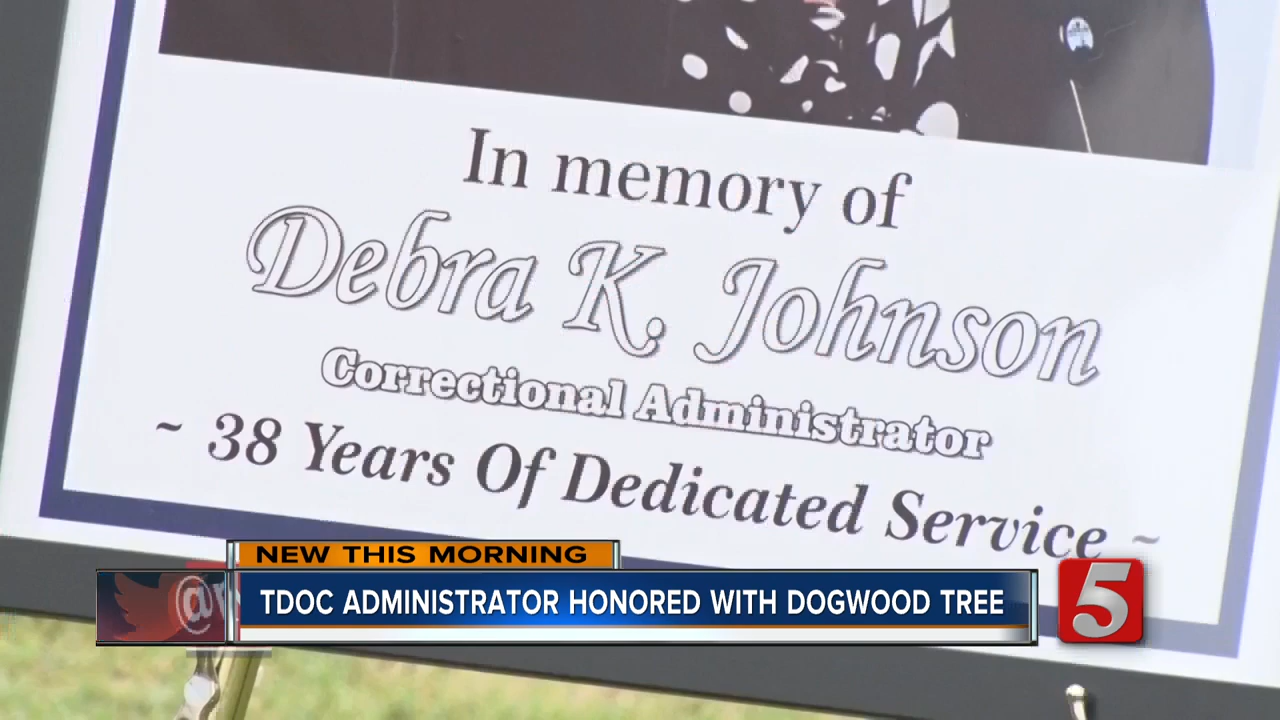 In memory of
Debra K. Johnson
Correctional Administrator
~ 38 Years Of Dedicated Service ~
NEW THIS MORNING
TDOC ADMINISTRATOR HONORED WITH DOGWOOD TREE
5